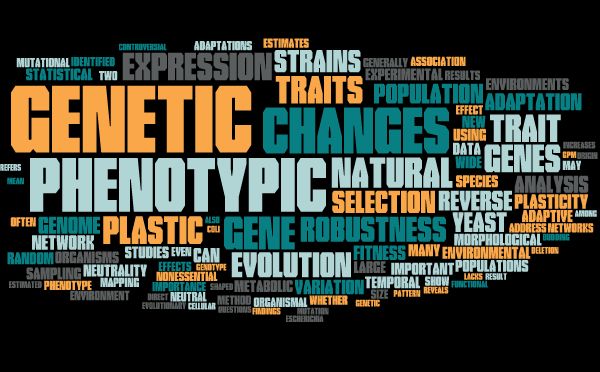 CONTROVERSIAL ADAPTATIONS ESTIMATES
MUTATIONAL IDENTIFIED EXPRESSION STRAINS GENERALLY ASSOCIATION
STATISTICAL TWO TRAITS EXPERIMENTAL RESULTS
GENETIC CHANGES POPULATION ENVIRONMENTS
ADAPTATION
EFFECT NEW TRAIT
USING
DATA GENES INCREASES
WIDE GPM ORIGIN
REFERS PHENOTYPIC NATURAL MAY
MEAN SPECIES ANALYSIS
SELECTION REVERSE PLASTICITY
OFTEN GENOME PLASTIC ALSO GENE ROBUSTNESS YEAST ADAPTIVE AMONG
COLI ADDRESS NETWORKS
NETWORK MORPHOLOGICAL BUDDING
RANDOM ORGANISMS STUDIES EVEN CAN EVOLUTION FITNESS MANY ENVIRONMENTAL DELETION
SAMPLING NEUTRALITY EFFECTS GENOTYPE LARGE IMPORTANT POPULATIONS
NONESSENTIAL LACKS RESULT
ESTIMATED PHENOTYPE MAPPING IMPORTANCE SHAPED METABOLIC VARIATION TEMPORAL SHOW FUNCTIONAL
ENVIRONMENT DIRECT NEUTRAL METHOD ORGANISMAL WHETHER SIZE PATTERN REVEALS
EVOLUTIONARY CELLULAR QUESTIONS FINDINGS MUTATION GENETIC
ESCHERICHIA